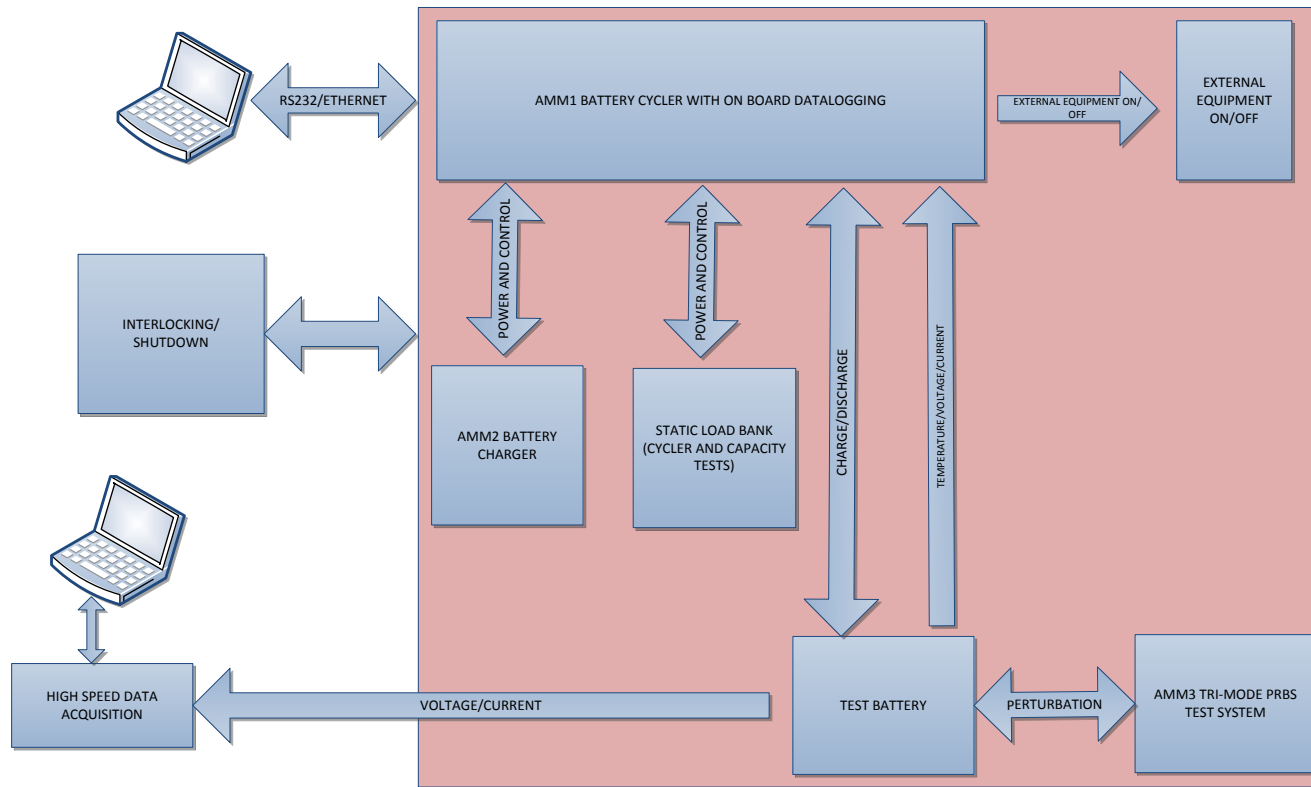 RS232/ETHERNET
AMM1 BATTERY CYCLER WITH ON BOARD DATALOGGING
EXTERNAL EQUIPMENT ON/
OFF
EXTERNAL
EQUIPMENT
ON/OFF
POWER AND CONTROL
POWER AND CONTROL
CHARGE/DISCHARGE
TEMPERATURE/VOLTAGE/CURRENT
INTERLOCKING/
SHUTDOWN
AMM2 BATTERY
CHARGER
STATIC LOAD BANK
(CYCLER AND CAPACITY
TESTS)
HIGH SPEED DATA
ACQUISITION
VOLTAGE/CURRENT
TEST BATTERY
PERTURBATION
AMM3 TRI-MODE PRBS
TEST SYSTEM